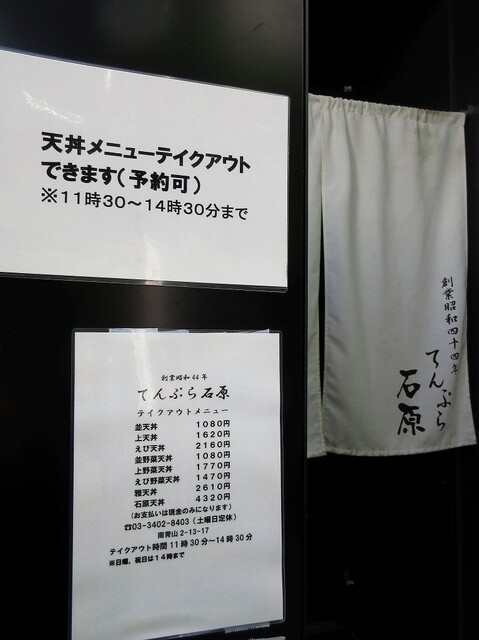 天丼メニューテイクアウト
できます(予約可)
※11時30～14時30分まで
創業昭和44年
てんぷら石原
テイクアウトメニュー
並天丼 1080円
上天丼 1620円
えび天丼 2160円
並野菜天丼 1080円
上野菜天丼 1770円
えび野菜天丼 1470円
雅天丼 2610円
石原天丼 4320円
(お支払いは現金のみになります)
☎03-3402-8403(土曜日定休)
南青山2-13-17
テイクアウト時間11時30分～14時30分
※日曜、祝日は14時まで
創業昭和四十四年
てんぷら
石原